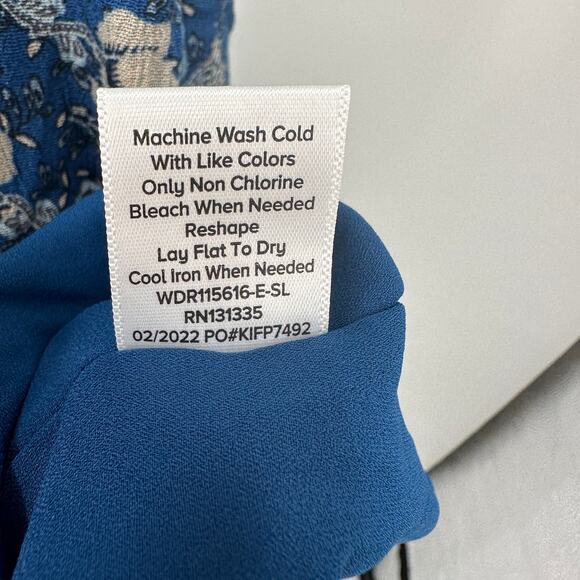 Machine Wash Cold
With Like Colors
Only Non Chlorine
Bleach When Needed
Reshape
Lay Flat To Dry
Cool Iron When Needed
WDR115616-E-SL
RN131335
02/2022 PO#KIFP7492